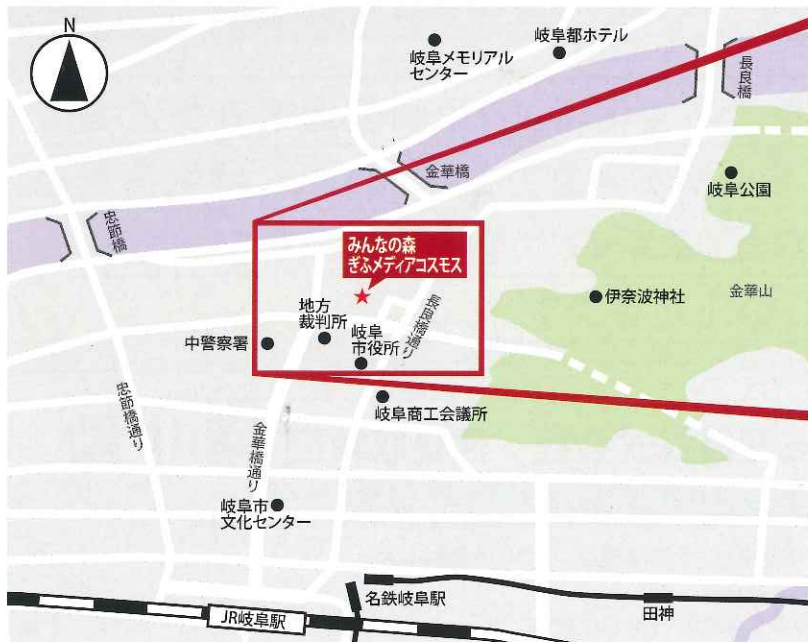 N
岐阜メモリアル
センター
岐阜都ホテル
長良橋
金華橋
岐阜公園
忠節橋
みんなの森
ぎふメディアコスモス
伊奈波神社
金華山
地方
裁判所
長良橋通り
中警察署
岐阜
市役所
忠節橋通り
岐阜商工会議所
金華橋通り
岐阜市
文化センター
名鉄岐阜駅
田神
JR岐阜駅